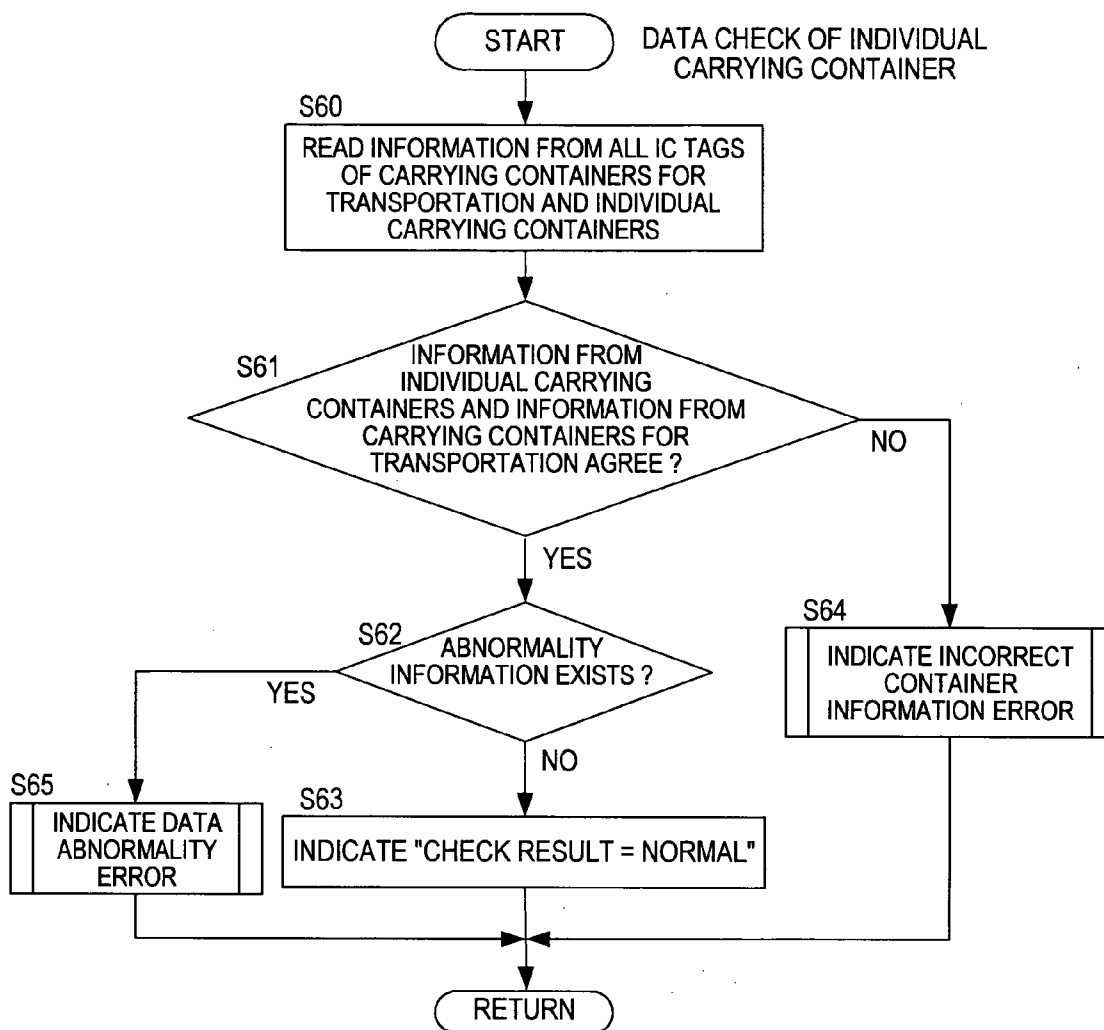 START
DATA CHECK OF INDIVIDUAL
CARRYING CONTAINER
S60
READ INFORMATION FROM ALL IC TAGS
OF CARRYING CONTAINERS FOR
TRANSPORTATION AND INDIVIDUAL
CARRYING CONTAINERS
S61
INFORMATION FROM
INDIVIDUAL CARRYING
CONTAINERS AND INFORMATION FROM
CARRYING CONTAINERS FOR
TRANSPORTATION AGREE ?
NO
YES
S62
ABNORMALITY
INFORMATION EXISTS ?
YES
NO
S64
INDICATE INCORRECT
CONTAINER
INFORMATION ERROR
S65
INDICATE DATA
ABNORMALITY
ERROR
S63
INDICATE "CHECK RESULT = NORMAL"
RETURN